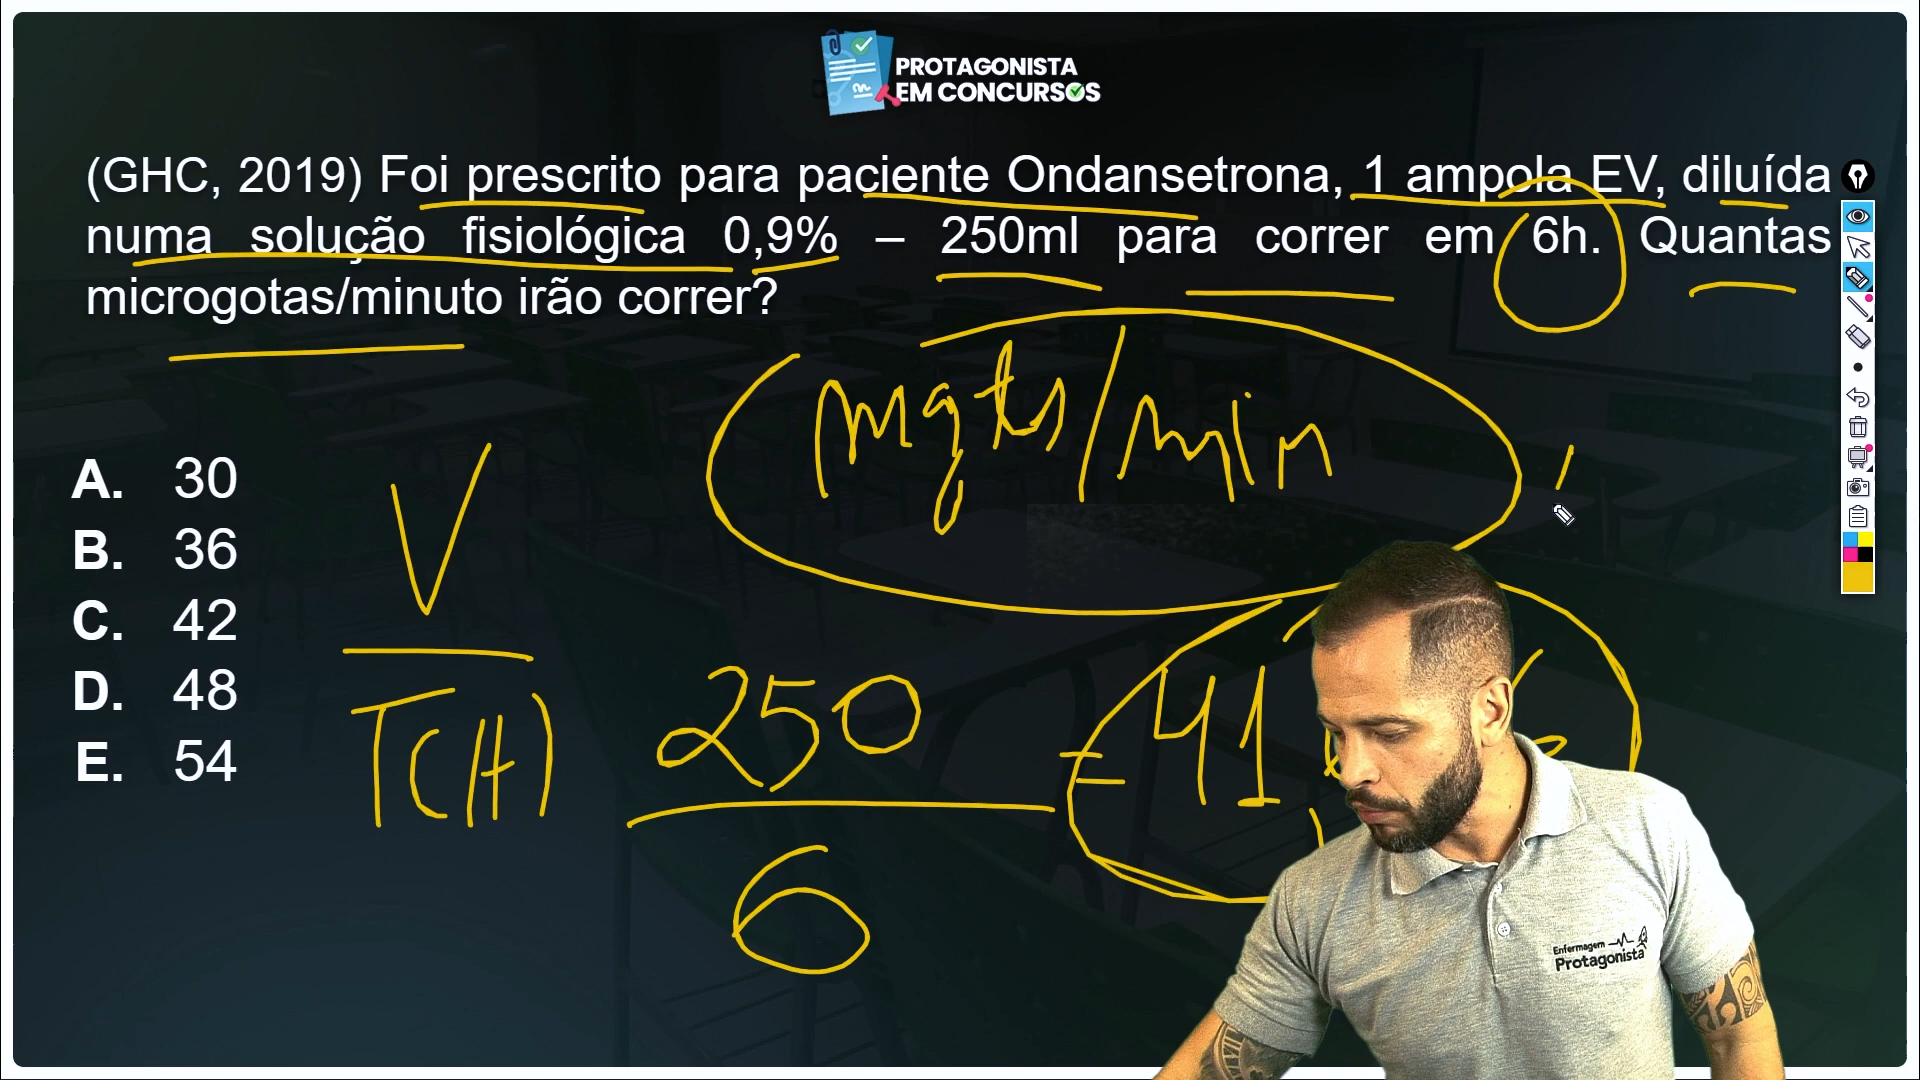 PROTAGONISTA
EM CONCURSOS
(GHC, 2019) Foi prescrito para paciente Ondansetrona, 1 ampola EV, diluída
numa solução fisiológica 0,9% – 250ml para correr em 6h. Quantas
microgotas/minuto irão correr?
mgts/min
A. 30
B. 36
C. 42
D. 48
E. 54
V
T(H)
250
6
= 41
Enfermagem
Protagonista